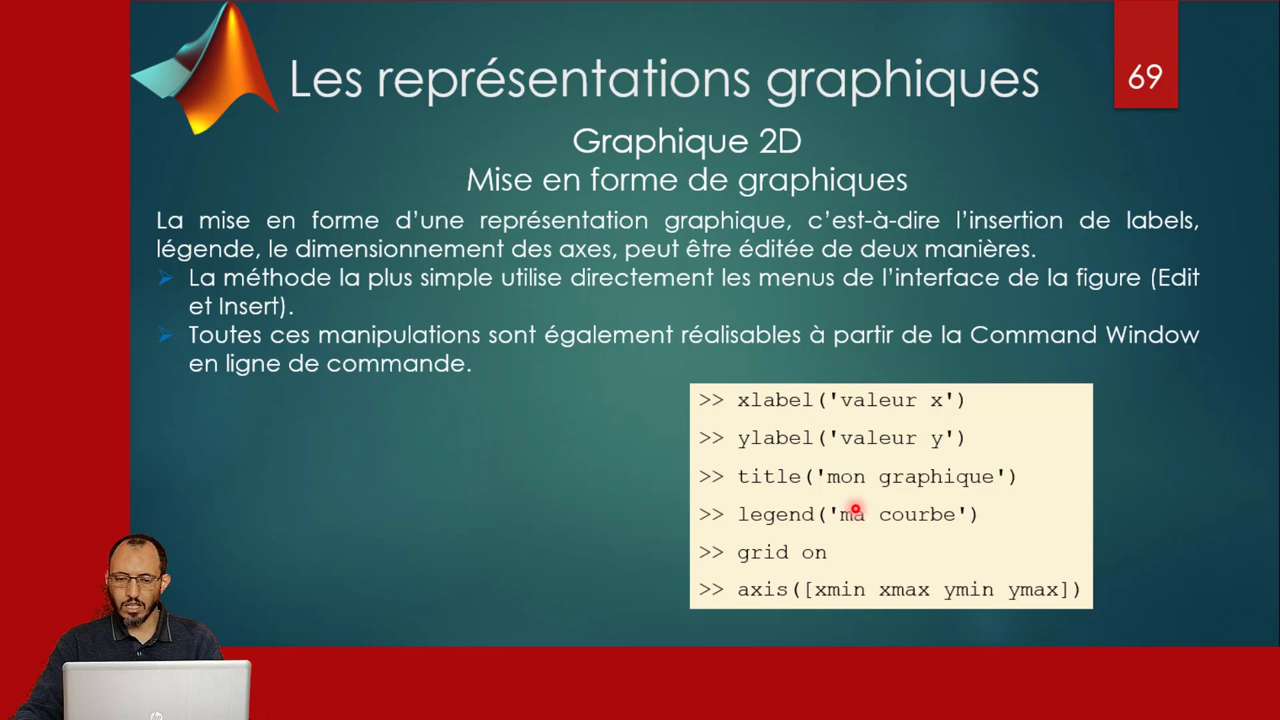 Les représentations graphiques
69
Graphique 2D
Mise en forme de graphiques
La mise en forme d'une représentation graphique, c'est-à-dire l'insertion de labels,
légende, le dimensionnement des axes, peut être éditée de deux manières.
La méthode la plus simple utilise directement les menus de l'interface de la figure (Edit
et Insert).
Toutes ces manipulations sont également réalisables à partir de la Command Window
en ligne de commande.
>> xlabel('valeur x')
>> ylabel('valeur y')
>> title('mon graphique')
>> legend('ma courbe')
>> grid on
>> axis([xmin xmax ymin ymax])